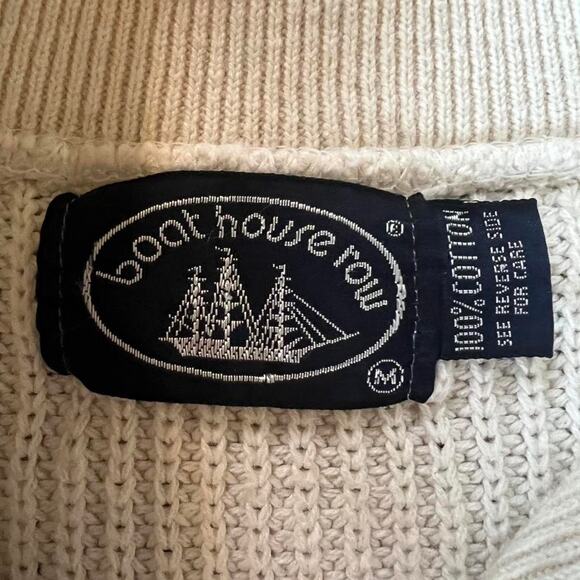 boat house row
®
M
100% COTTON
SEE REVERSE SIDE
FOR CARE